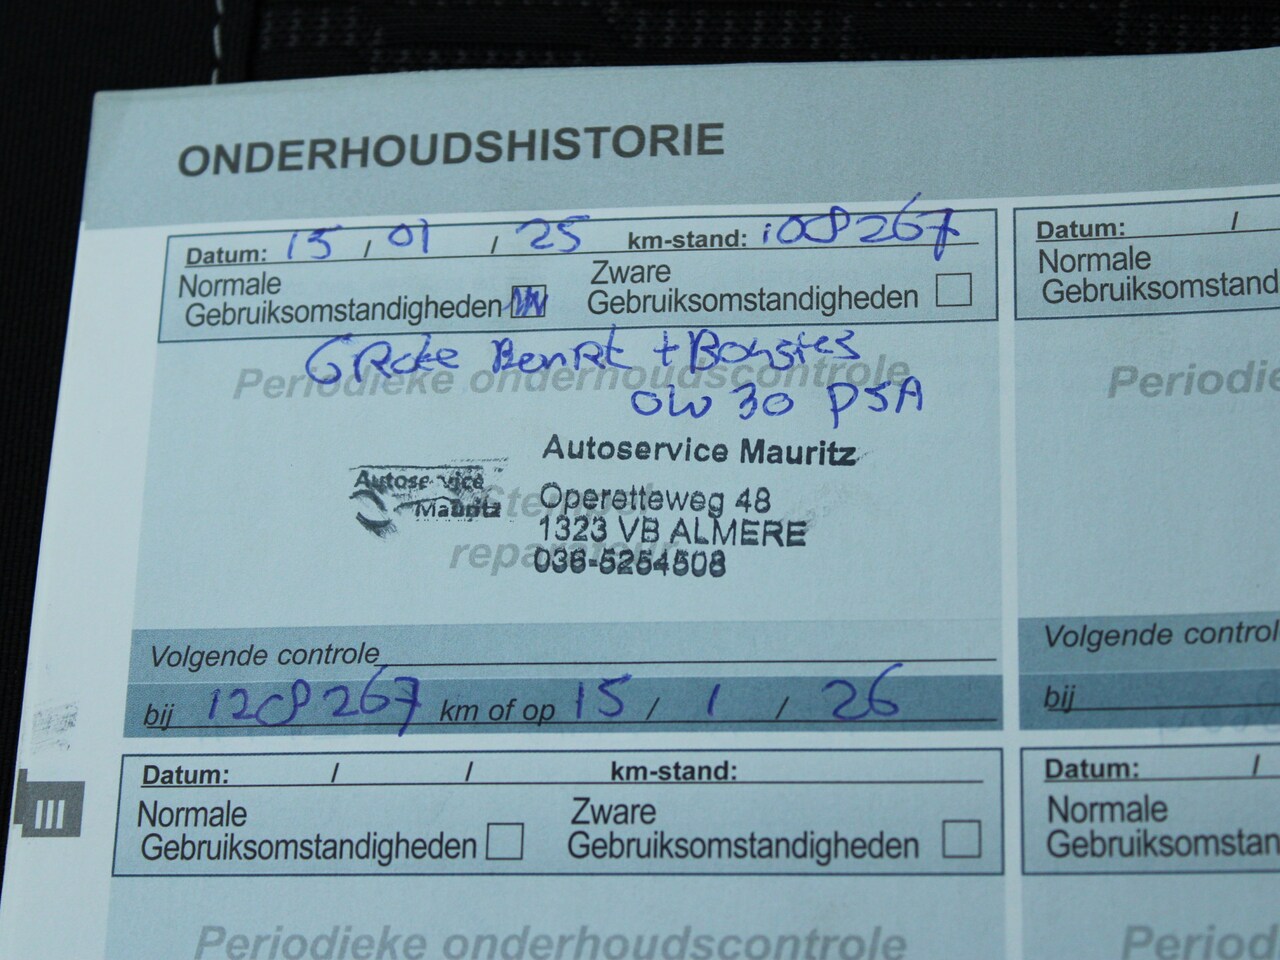 ONDERHOUDSHISTORIE
Datum: 15 / 01 / 25 km-stand: 108267
Normale
Gebruiksomstandigheden
Zware
Gebruiksomstandigheden
GRote + Bougies
Periodieke onderhoudscontrole
0W 30 PSA
Autoservice
Mauritz
Autoservice Mauritz
Operetteweg 48
1323 VB ALMERE
036-5254508
Volgende controle
bij 128267 km of op 15 / 1 / 26
Datum: / / km-stand:
Normale
Gebruiksomstandigheden
Zware
Gebruiksomstandigheden
Periodieke onderhoudscontrole
III
Datum: /
Normale
Gebruiksomstand
Periodie
Volgende control
bij
Datum: /
Normale
Gebruiksomstan
Period